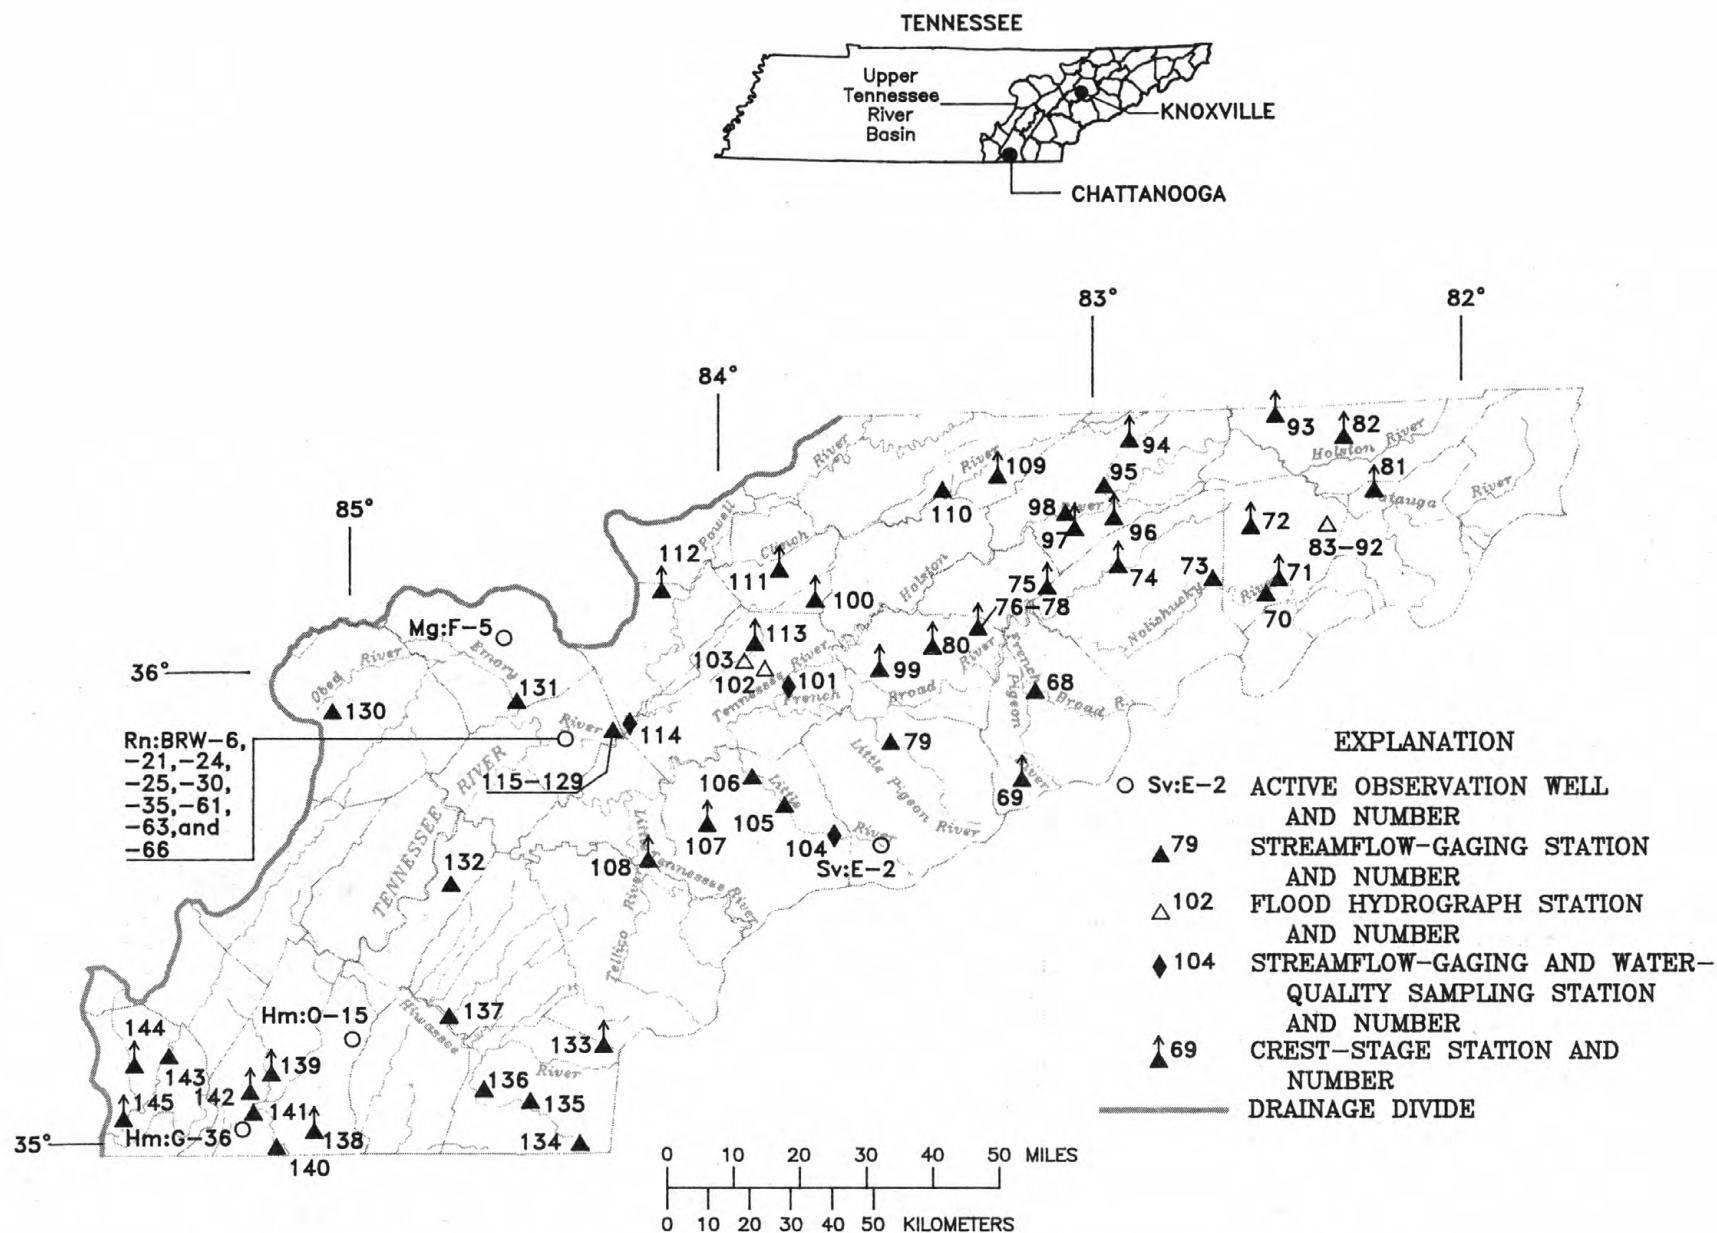 TENNESSEE
Upper
Tennessee
River
Basin
KNOXVILLE
CHATTANOOGA
83°
82°
84°
85°
36°
35°
93
82
Holston River
94
81
Watauga River
109
River
95
River
110
98
River
97
96
72
83-92
Powell
Clinch
112
111
100
Holston
75
74
73
71
River
70
Nolichucky
76-78
Mg:F-5
Obed River
Emory
113
103
102
Tennessee River
101
French Broad River
99
80
French Broad R.
Pigeon
68
131
130
River
114
Rn:BRW-6,
-21,-24,
-25,-30,
-35,-61,
-63,and
-66
115-129
TENNESSEE RIVER
79
Little Pigeon River
69
River
106
Little
105
107
104
River
Sv:E-2
108
Little Tennessee River
Tellico River
132
Hiwassee
137
Hm:O-15
133
River
144
143
139
136
135
142
145
141
Hm:G-36
138
134
140
EXPLANATION
Sv:E-2 ACTIVE OBSERVATION WELL
AND NUMBER
79 STREAMFLOW-GAGING STATION
AND NUMBER
102 FLOOD HYDROGRAPH STATION
AND NUMBER
104 STREAMFLOW-GAGING AND WATER-
QUALITY SAMPLING STATION
AND NUMBER
69 CREST-STAGE STATION AND
NUMBER
DRAINAGE DIVIDE
0 10 20 30 40 50 MILES
0 10 20 30 40 50 KILOMETERS